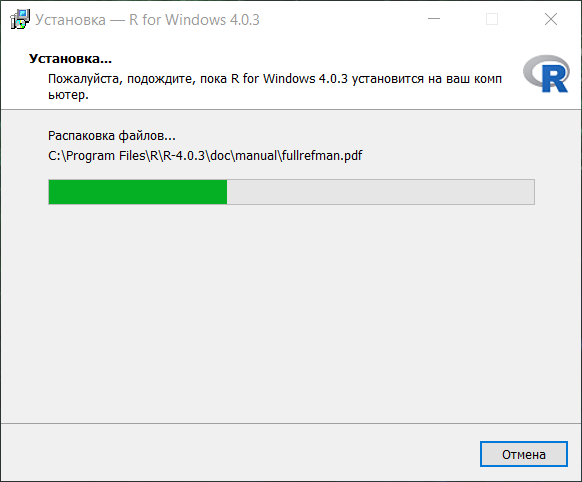 Установка — R for Windows 4.0.3
Установка...
Пожалуйста, подождите, пока R for Windows 4.0.3 установится на ваш комп
ьютер.
R
Распаковка файлов...
C:\Program Files\R\R-4.0.3\doc\manual\fullrefman.pdf
Отмена